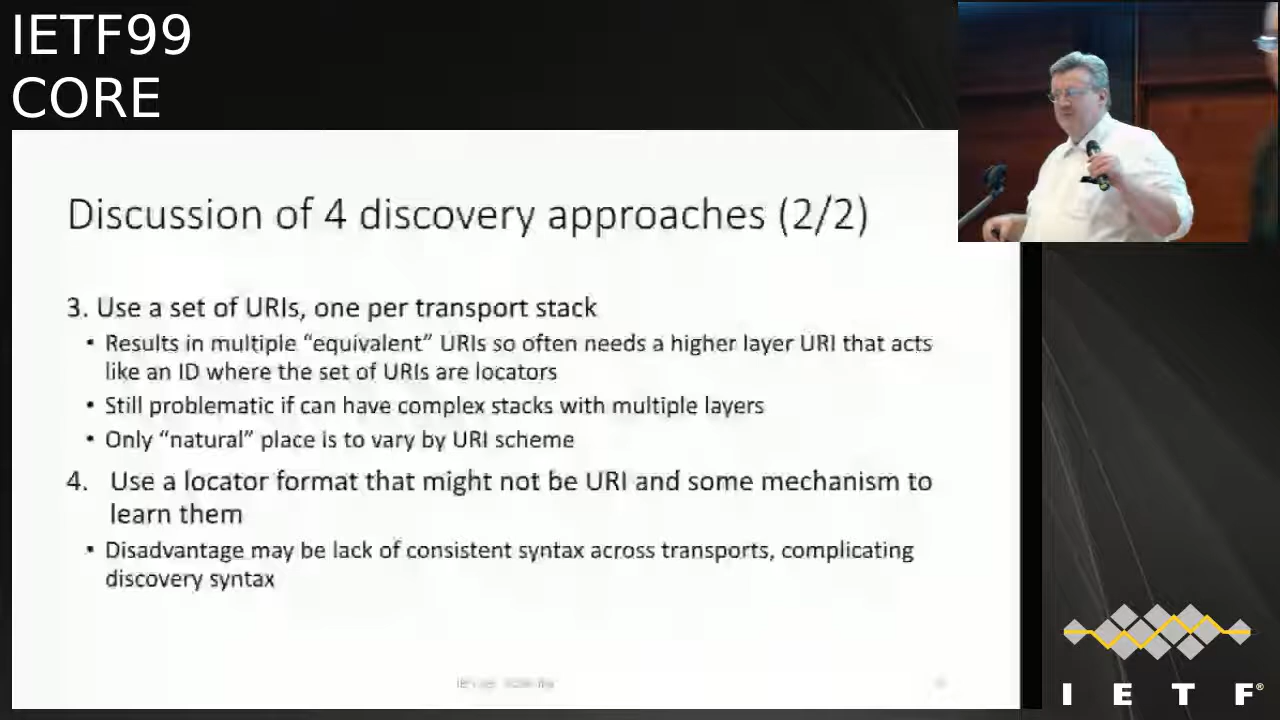 IETF99
CORE
Discussion of 4 discovery approaches (2/2)
3. Use a set of URIs, one per transport stack
• Results in multiple “equivalent” URIs so often needs a higher layer URI that acts
like an ID where the set of URIs are locators
• Still problematic if can have complex stacks with multiple layers
• Only “natural” place is to vary by URI scheme
4. Use a locator format that might not be URI and some mechanism to
learn them
• Disadvantage may be lack of consistent syntax across transports, complicating
discovery syntax
I E T F®